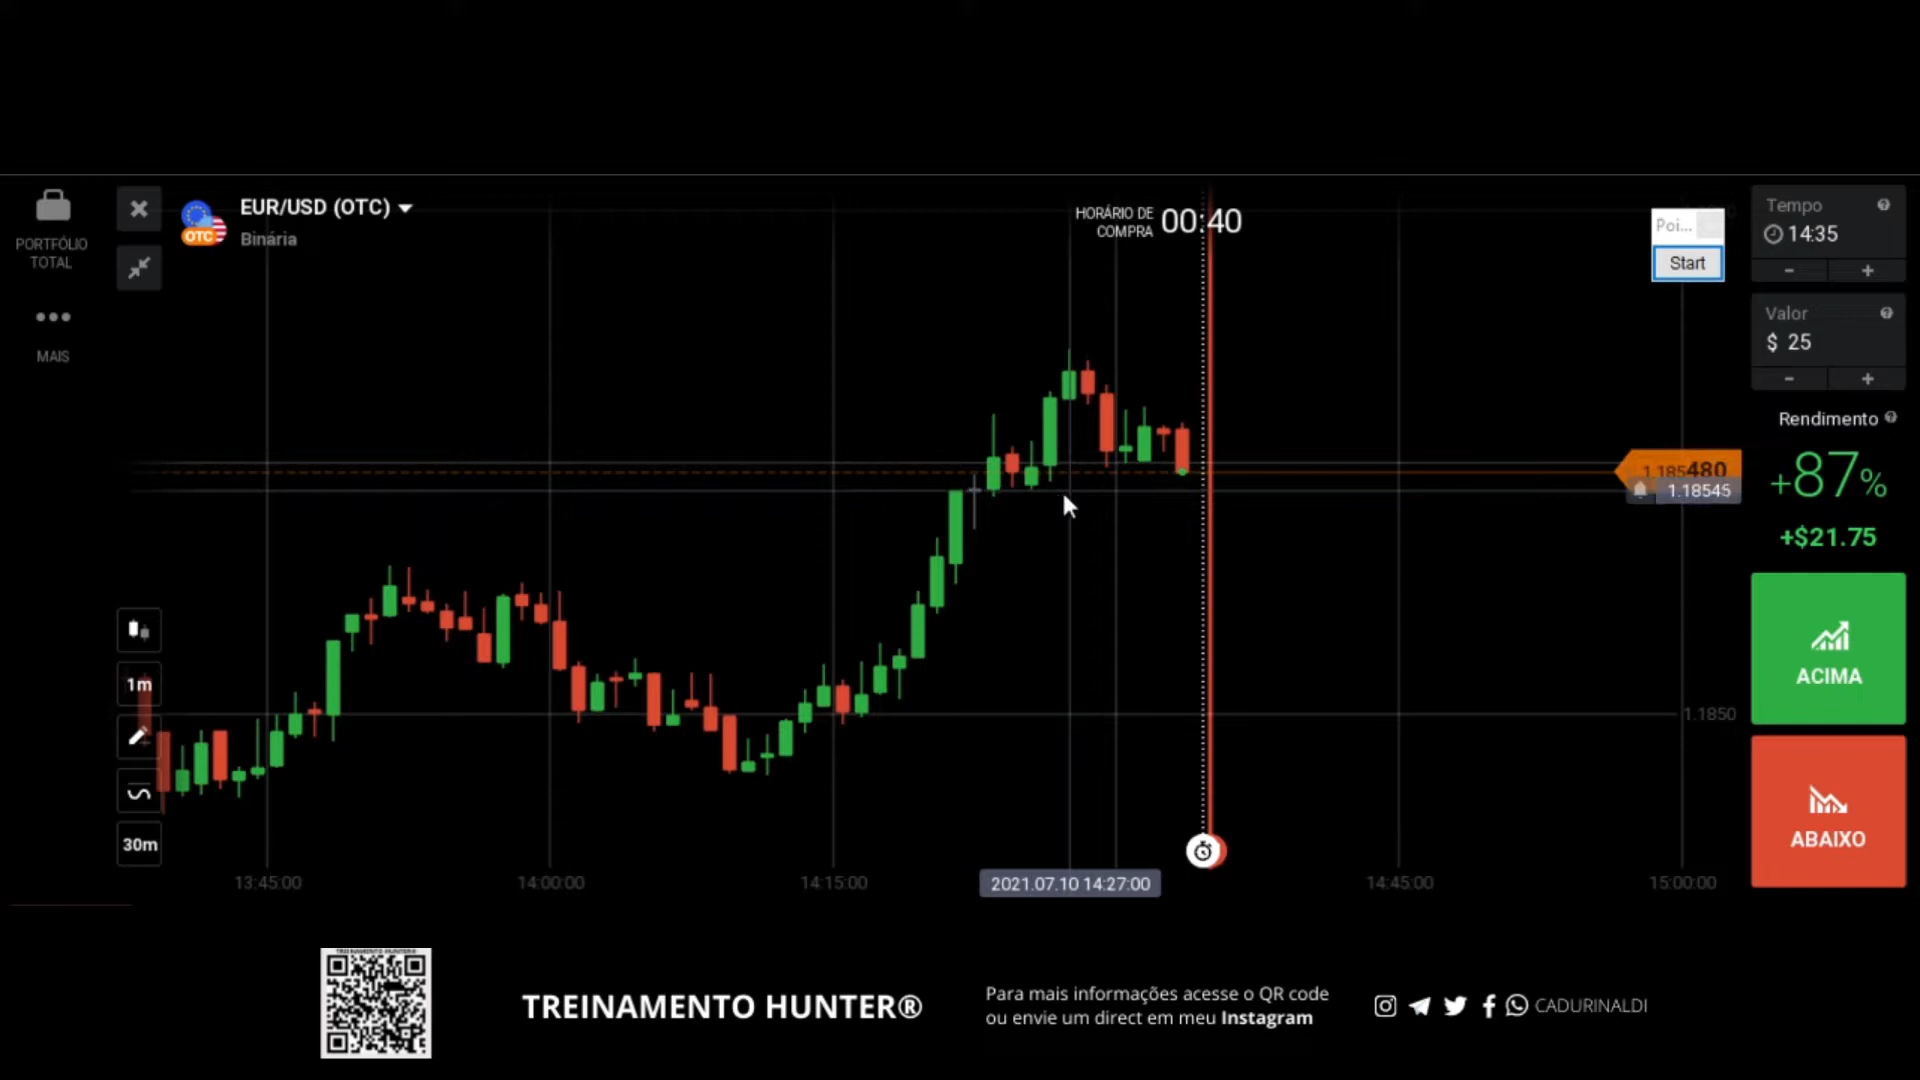 PORTFÓLIO
TOTAL
MAIS
EUR/USD (OTC)
OTC
Binária
HORÁRIO DE
COMPRA
00:40
Poi...
Start
Tempo
14:35
- +
Valor
$ 25
- +
Rendimento
+87%
+$21.75
1.185480
1.18545
1.1850
ACIMA
ABAIXO
1m
30m
13:45:00
14:00:00
14:15:00
2021.07.10 14:27:00
14:45:00
15:00:00
TREINAMENTO HUNTER®
Para mais informações acesse o QR code
ou envie um direct em meu Instagram
CADURINALDI